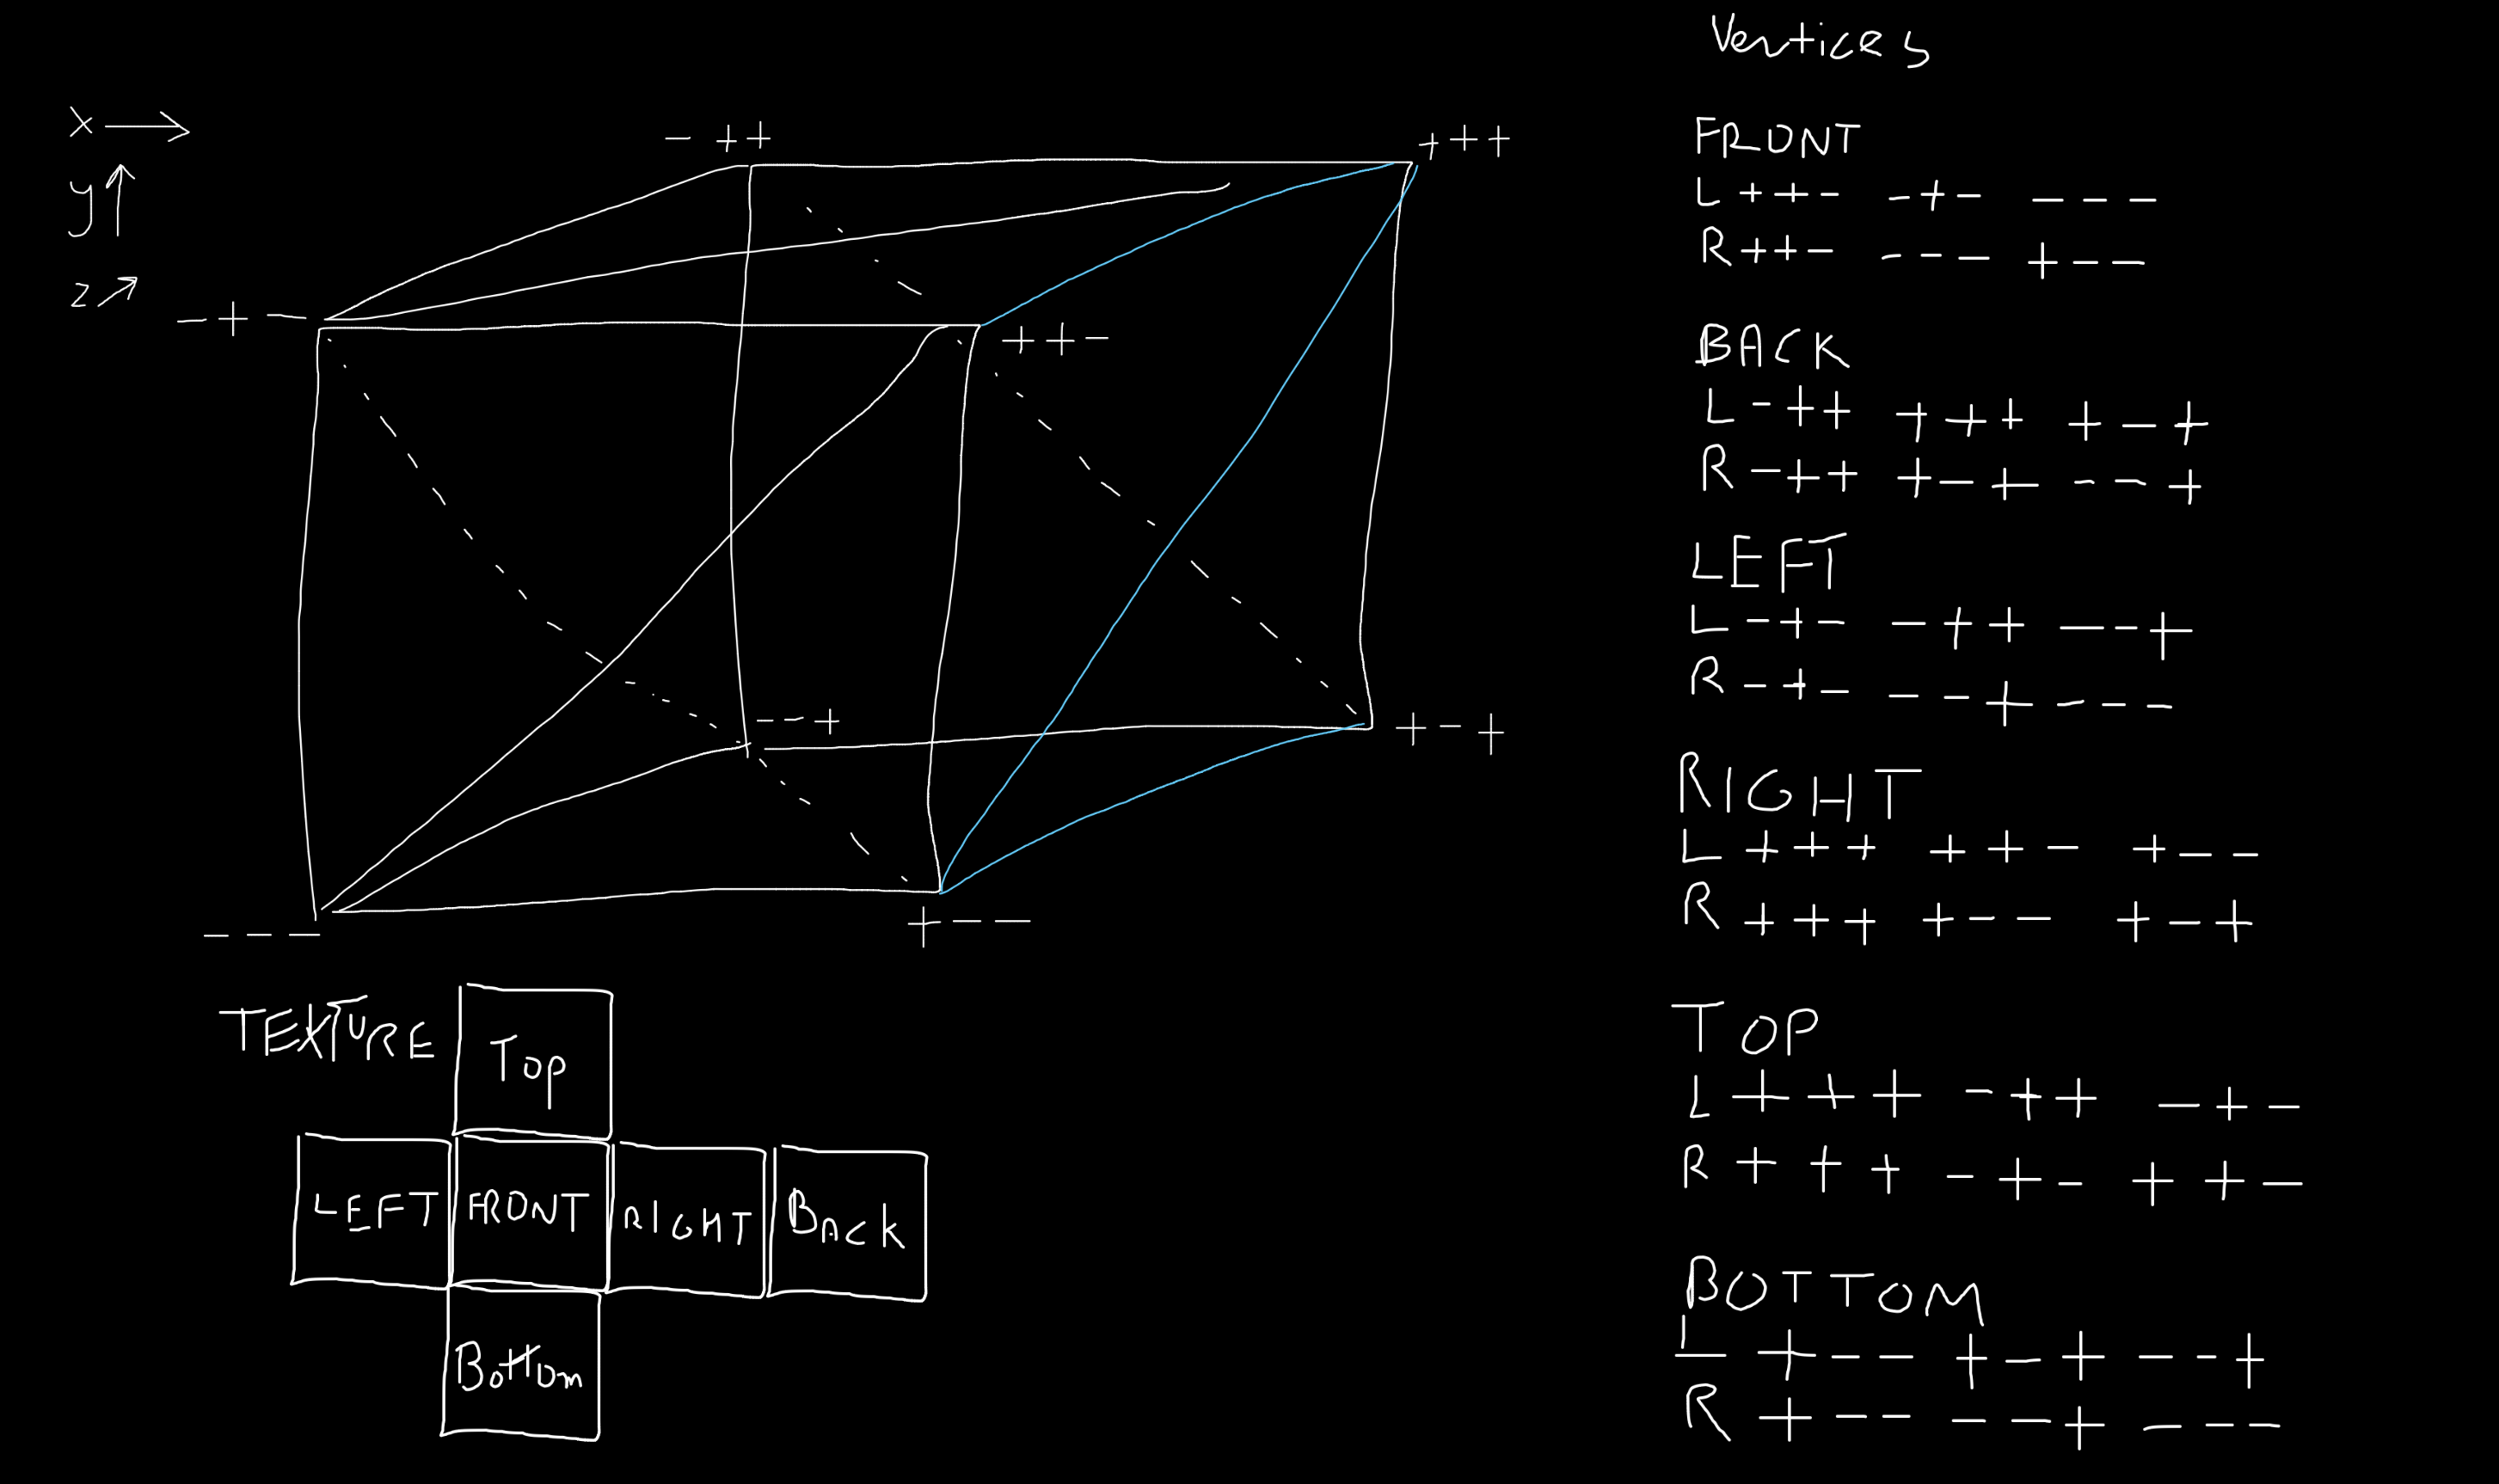 X →
y ↑
z ↗
- + +
+ + +
- + -
+ + -
- - +
+ - +
- - -
+ - -
TEXTURE
Top
LEFT FRONT RIGHT BACK
Bottom
Vertices
FRONT
L + + - - + - - - -
R + + - - - - + - -
BACK
L - + + + + + + - +
R - + + + - + - - +
LEFT
L - + - - + + - - +
R - + - - - + - - -
RIGHT
L + + + + + - + - -
R + + + + - - + - +
TOP
L + + + - + + - + -
R + + + - + - + + -
BOTTOM
L + - - + - + - - +
R + - - - - + - - -